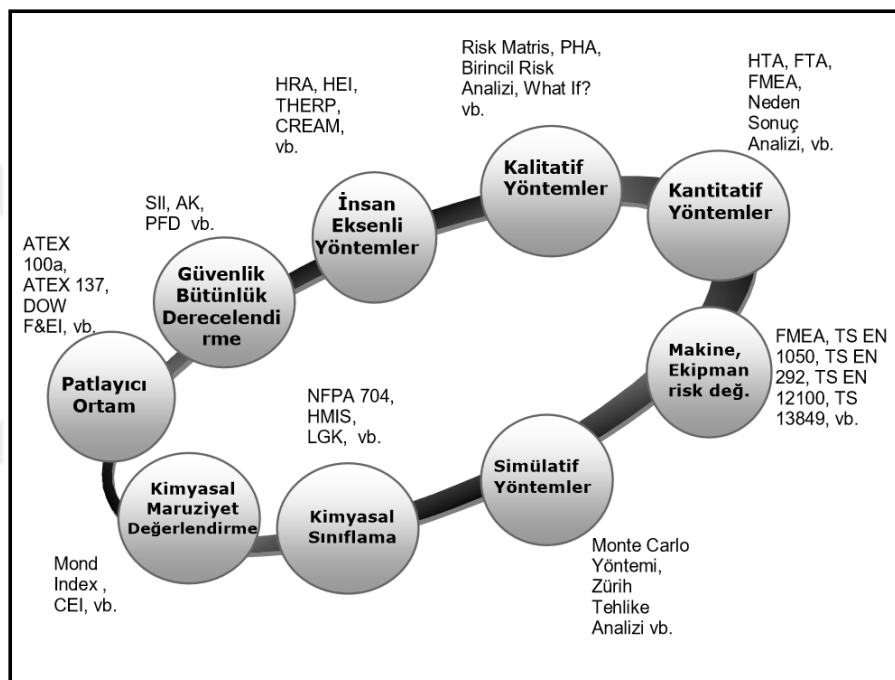 Risk Matris, PHA,
Birincil Risk
Analizi, What If?
vb.
HTA, FTA,
FMEA,
Neden
Sonuç
Analizi, vb.
HRA, HEI,
THERP,
CREAM,
vb.
SII, AK,
PFD vb.
ATEX
100a,
ATEX 137,
DOW
F&EI, vb.
Kalitatif
Yöntemler
Kantitatif
Yöntemler
İnsan
Eksenli
Yöntemler
Güvenlik
Bütünlük
Derecelendi
rme
Patlayıcı
Ortam
Makine,
Ekipman
risk değ.
FMEA, TS EN
1050, TS EN
292, TS EN
12100, TS
13849, vb.
NFPA 704,
HMIS,
LGK, vb.
Simülatif
Yöntemler
Kimyasal
Maruziyet
Değerlendirme
Kimyasal
Sınıflama
Mond
Index ,
CEI, vb.
Monte Carlo
Yöntemi,
Zürih
Tehlike
Analizi vb.